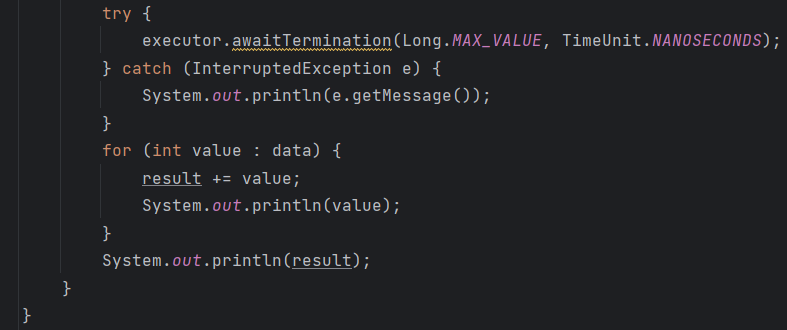 try {
executor.awaitTermination(Long.MAX_VALUE, TimeUnit.NANOSECONDS);
} catch (InterruptedException e) {
System.out.println(e.getMessage());
}
for (int value : data) {
result += value;
System.out.println(value);
}
System.out.println(result);
}
}